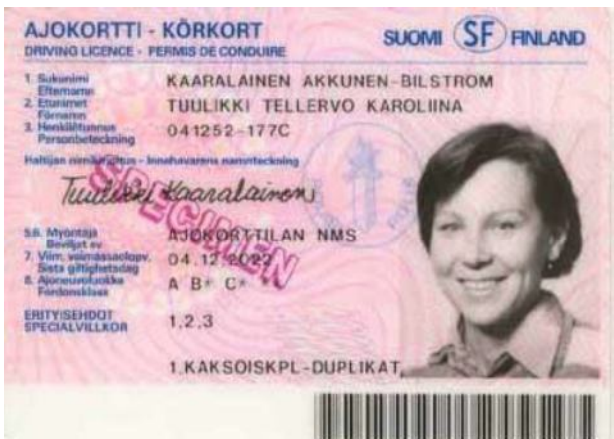 AJOKORTTI - KÖRKORT
DRIVING LICENCE - PERMIS DE CONDUIRE
SUOMI SF FINLAND
1. Sukunimi KAARALAINEN AKKUNEN-BILSTROM
Efternamn
2. Etunimet TUULIKKI TELLERVO KAROLIINA
Förnamn
3. Henkilötunnus 041252-177C
Personbeteckning
Haltijan nimikirjoitus - Innehavarens namnteckning
Tuulikki Kaaralainen
SPECIMEN
5.6. Myöntäjä AJOKORTTILAN NMS
Beviljat av
7. Viim. voimassaolopv. 04.12.2022
Sista giltighetsdag
8. Ajoneuvoluokka A B* C*
Fordonsklass
ERITYISEHDOT 1,2,3
SPECIALVILLKOR
1.KAKSOISKPL-DUPLIKAT,